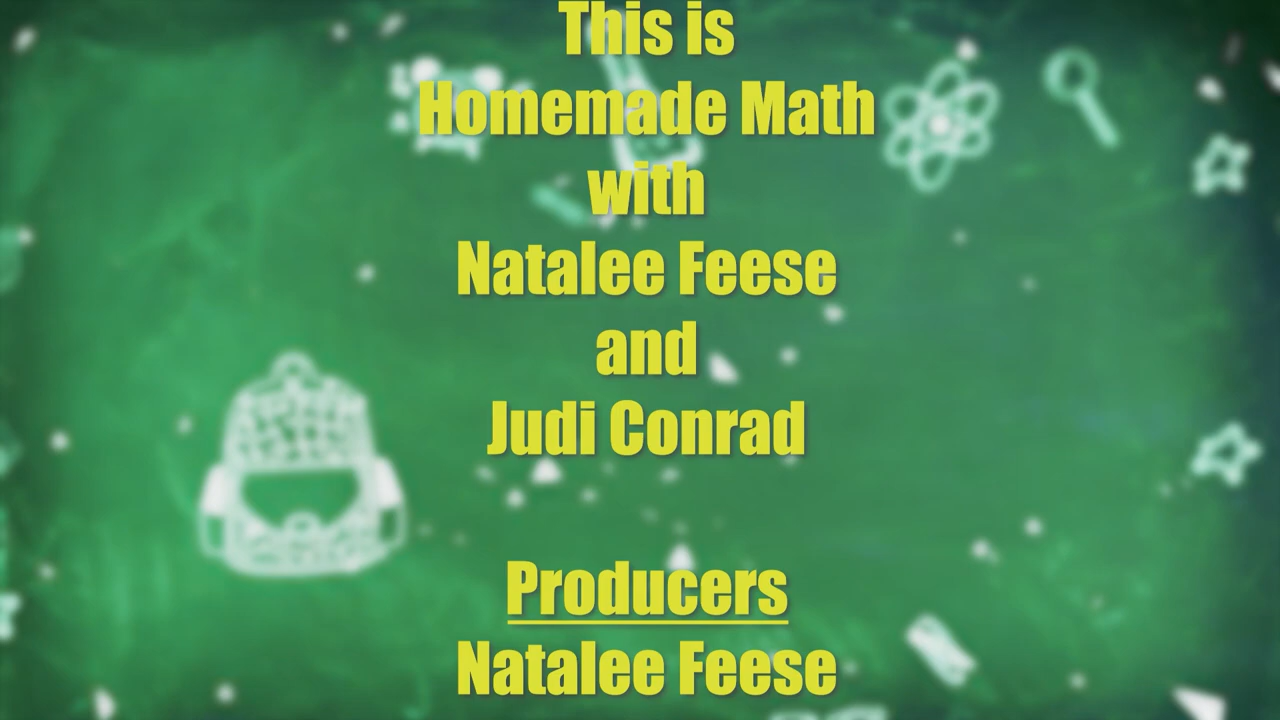 This is
Homemade Math
with
Natalee Feese
and
Judi Conrad
Producers
Natalee Feese